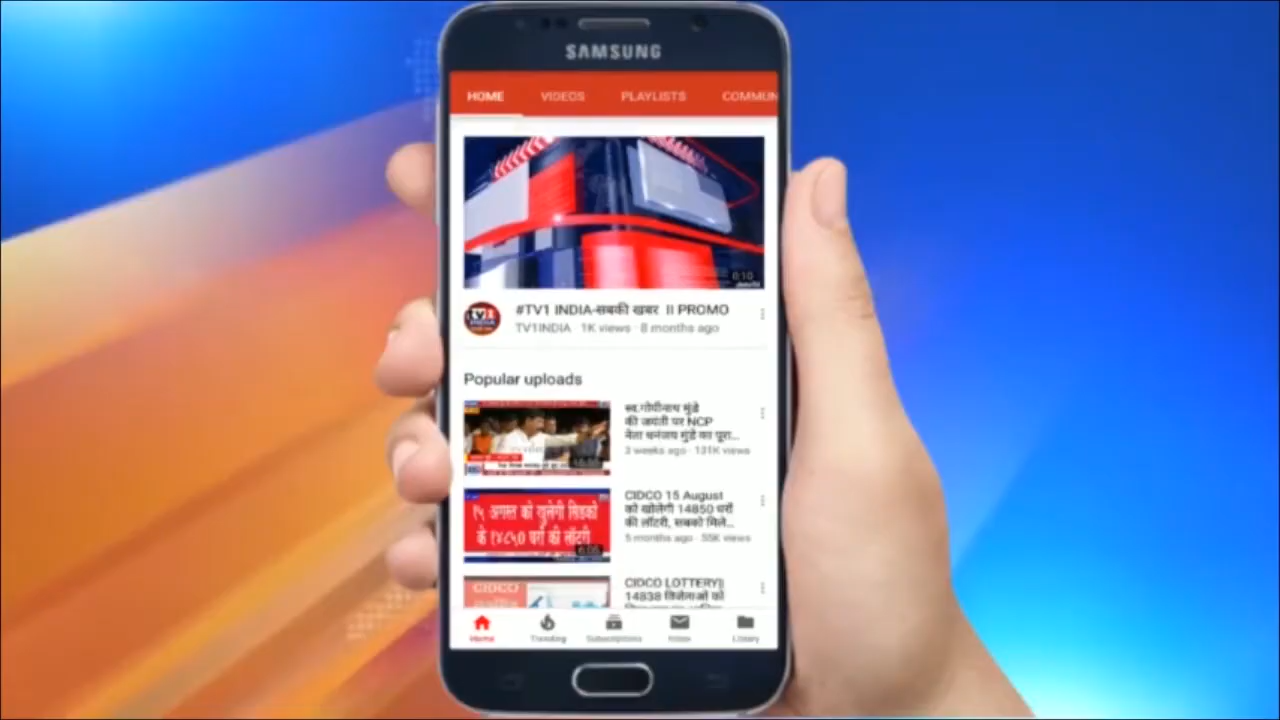 SAMSUNG
HOME VIDEOS PLAYLISTS COMMUN
0:10
#TV1 INDIA-सबकी खबर II PROMO
TV1INDIA · 1K views · 8 months ago
TV1
INDIA
Popular uploads
स्व.गोपीनाथ मुंडे
की जयंती पर NCP
नेता धनंजय मुंडे का पूरा...
3 weeks ago · 131K views
१५ अगस्त को खुलेगी सिडको
के १४८५० घरों की लॉटरी
CIDCO 15 August
को खोलेगी 14850 घरों
की लॉटरी, सबको मिले...
5 months ago · 55K views
CIDCO
CIDCO LOTTERY||
14838 विजेताओं को
Home Trending Subscriptions Inbox Library